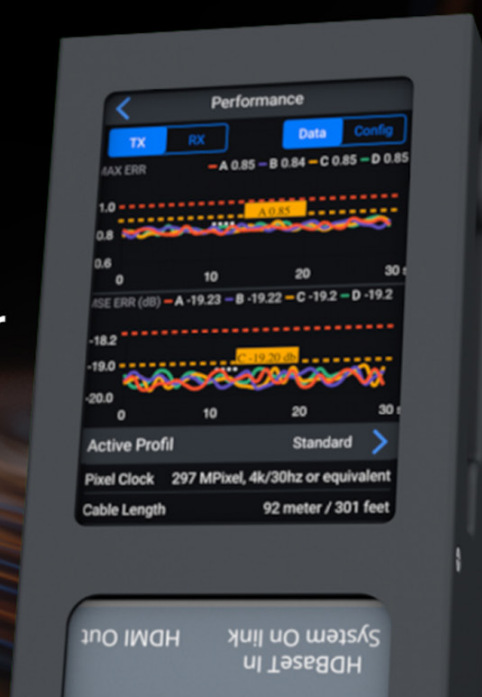 Performance
TX RX Data Config
MAX ERR A 0.85 B 0.84 C 0.85 D 0.85
1.0
A 0.85
0.8
0.6
0 10 20 30 s
MSE ERR (dB) A -19.23 B -19.22 C -19.2 D -19.2
-18.2
C -19.20 db
-19.0
-20.0
0 10 20 30 s
Active Profil Standard
Pixel Clock 297 MPixel, 4k/30hz or equivalent
Cable Length 92 meter / 301 feet
HDBaseT In
System On link
HDMI Out